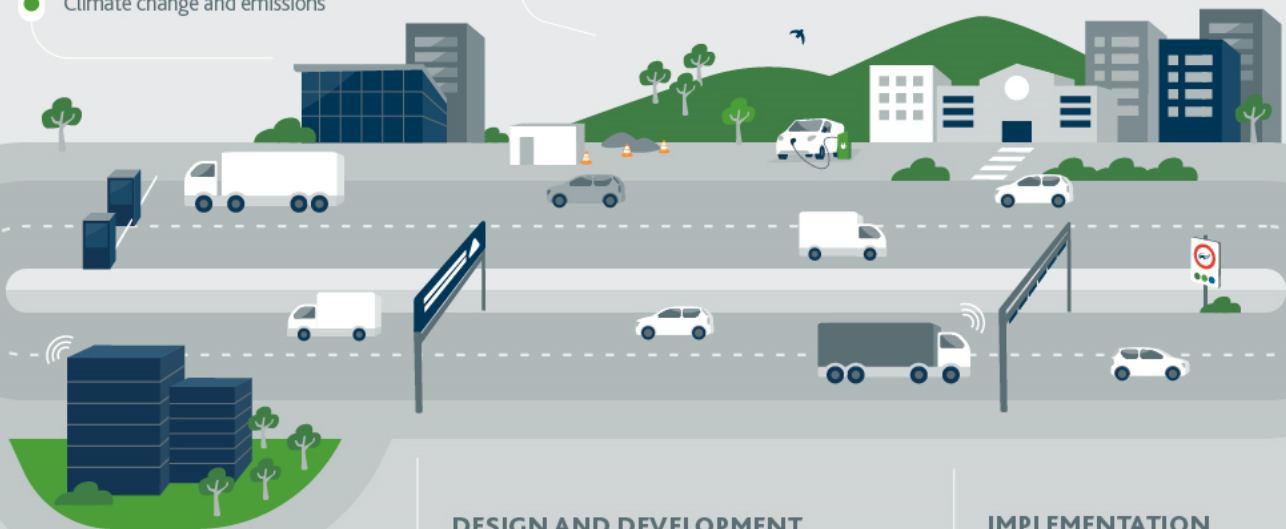 Climate change and emissions
DESIGN AND DEVELOPMENT
IMPLEMENTATION